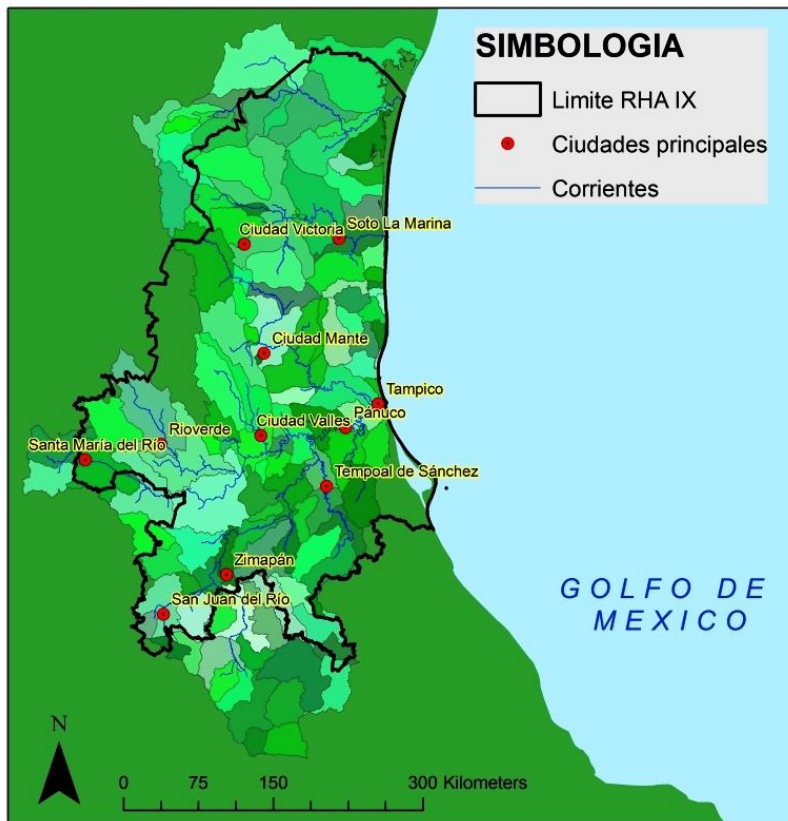 SIMBOLOGIA
Limite RHA IX
Ciudades principales
Corrientes
Ciudad Victoria
Soto La Marina
Ciudad Mante
Tampico
Pánuco
Ciudad Valles
Rioverde
Santa María del Río
Tempoal de Sánchez
Zimapán
San Juan del Río
GOLFO DE
MEXICO
N
0 75 150 300 Kilometers